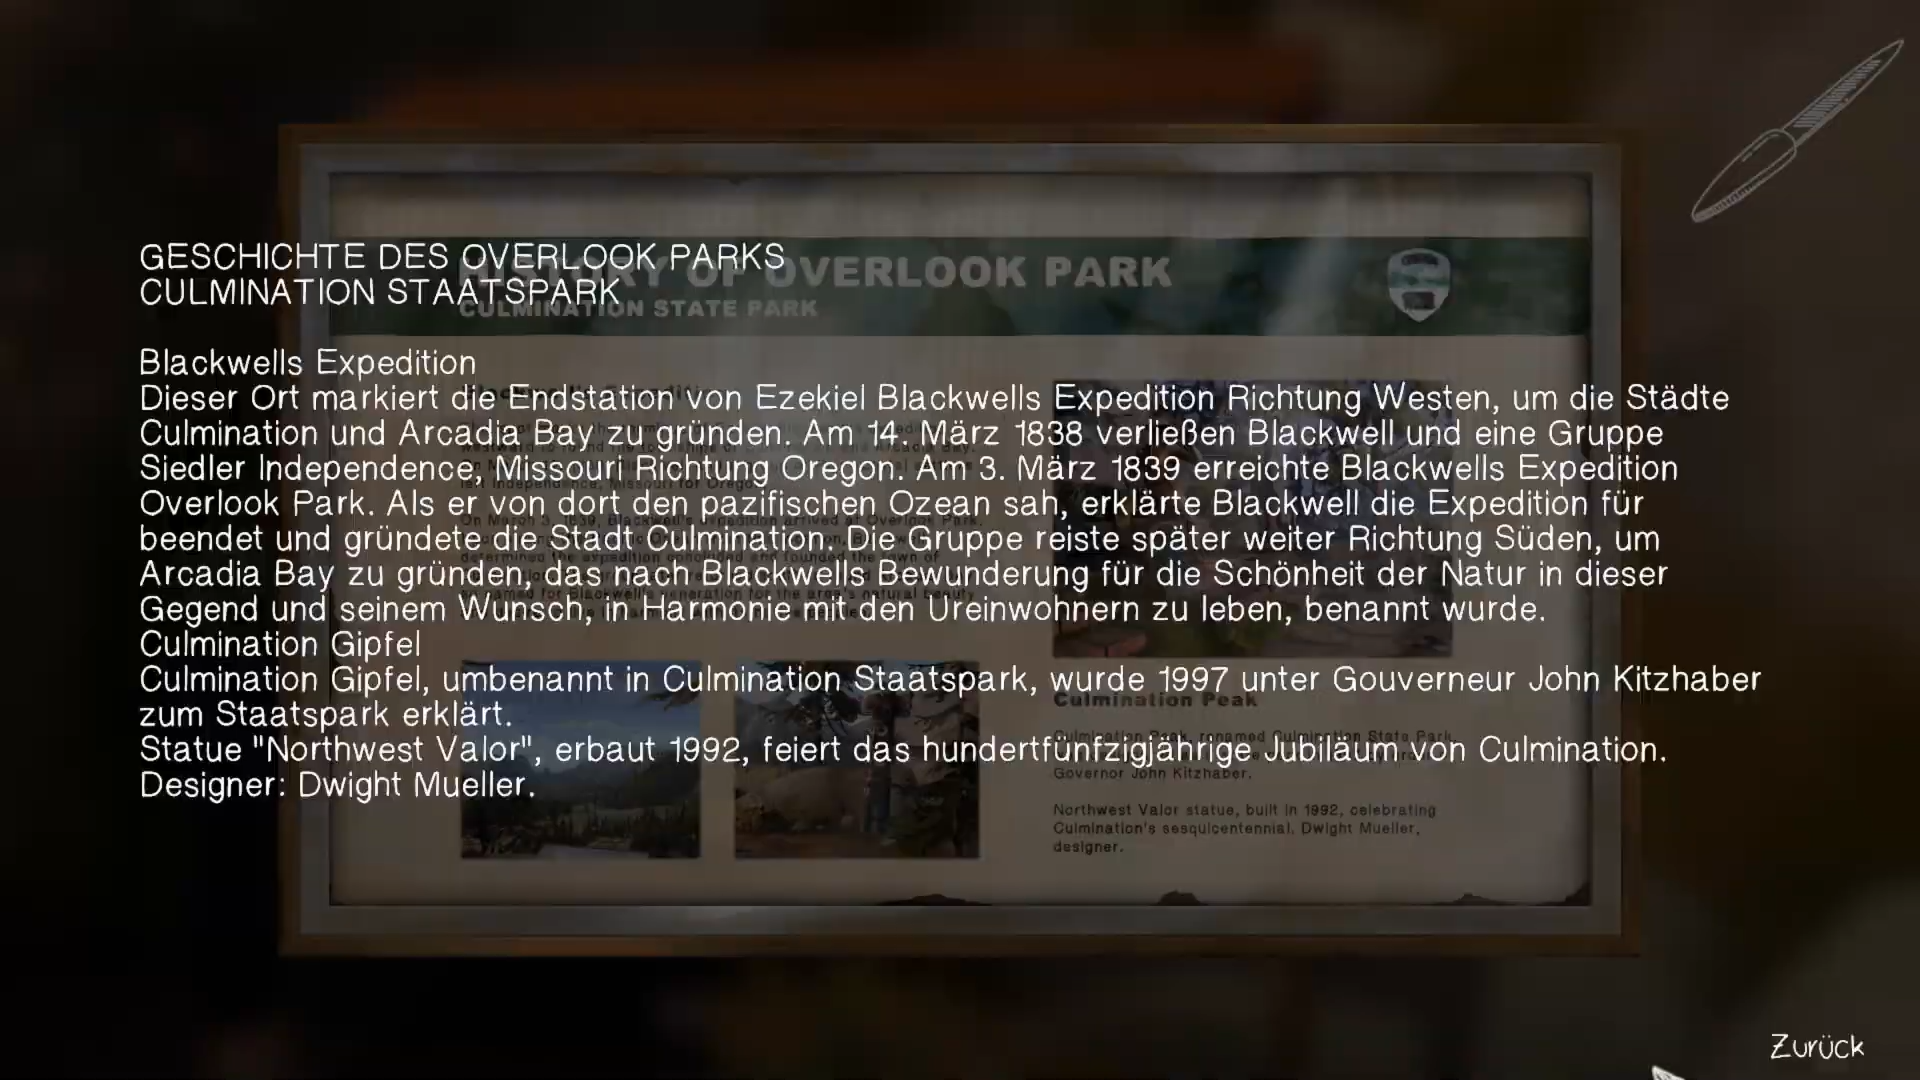 GESCHICHTE DES OVERLOOK PARKS
CULMINATION STAATSPARK
Blackwells Expedition
Dieser Ort markiert die Endstation von Ezekiel Blackwells Expedition Richtung Westen, um die Städte
Culmination und Arcadia Bay zu gründen. Am 14. März 1838 verließen Blackwell und eine Gruppe
Siedler Independence, Missouri Richtung Oregon. Am 3. März 1839 erreichte Blackwells Expedition
Overlook Park. Als er von dort den pazifischen Ozean sah, erklärte Blackwell die Expedition für
beendet und gründete die Stadt Culmination. Die Gruppe reiste später weiter Richtung Süden, um
Arcadia Bay zu gründen, das nach Blackwells Bewunderung für die Schönheit der Natur in dieser
Gegend und seinem Wunsch, in Harmonie mit den Ureinwohnern zu leben, benannt wurde.
Culmination Gipfel
Culmination Gipfel, umbenannt in Culmination Staatspark, wurde 1997 unter Gouverneur John Kitzhaber
zum Staatspark erklärt.
Statue "Northwest Valor", erbaut 1992, feiert das hundertfünfzigjährige Jubiläum von Culmination.
Designer: Dwight Mueller.
HISTORY OF OVERLOOK PARK
CULMINATION STATE PARK
Culmination Peak
Culmination Peak, renamed Culmination State Park,
Governor John Kitzhaber.
Northwest Valor statue, built in 1992, celebrating
Culmination's sesquicentennial. Dwight Mueller,
designer.
Zurück